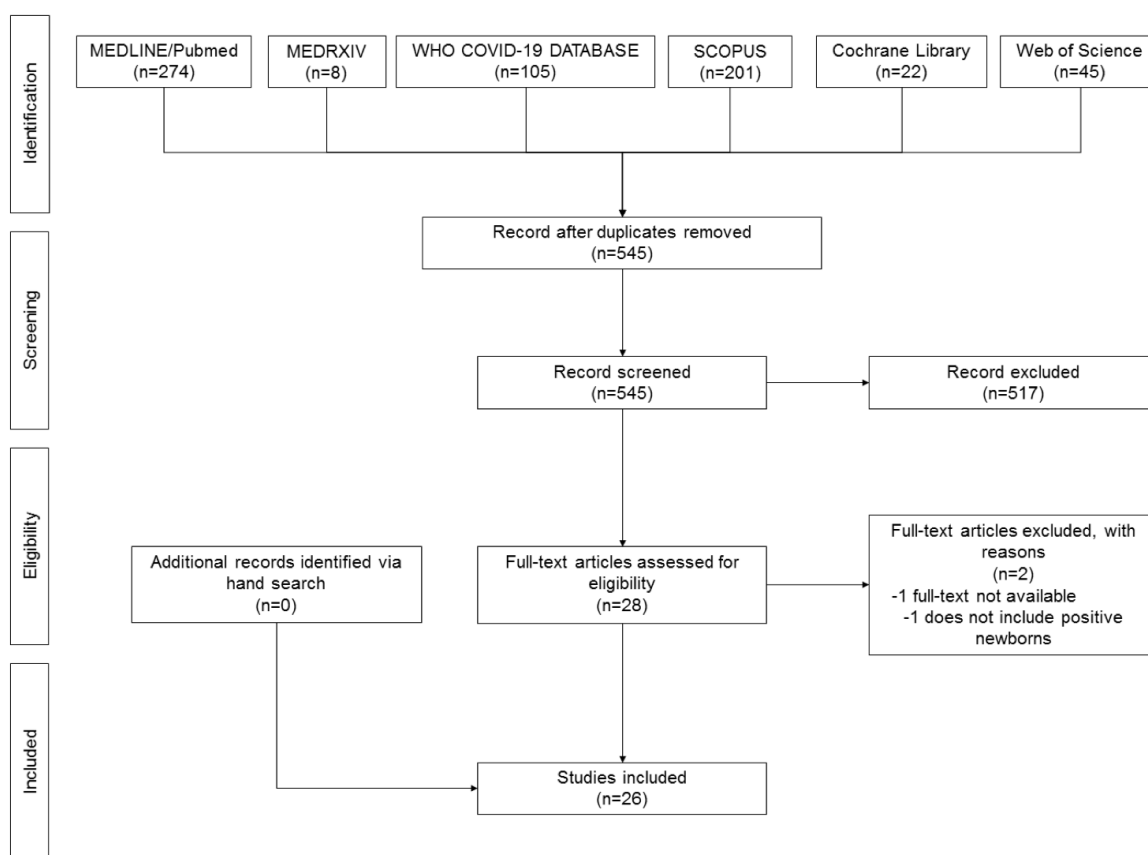 Identification
MEDLINE/Pubmed
(n=274)
MEDRXIV
(n=8)
WHO COVID-19 DATABASE
(n=105)
SCOPUS
(n=201)
Cochrane Library
(n=22)
Web of Science
(n=45)
Screening
Record after duplicates removed
(n=545)
Record screened
(n=545)
Record excluded
(n=517)
Eligibility
Additional records identified via
hand search
(n=0)
Full-text articles assessed for
eligibility
(n=28)
Full-text articles excluded, with
reasons
(n=2)
-1 full-text not available
-1 does not include positive
newborns
Included
Studies included
(n=26)